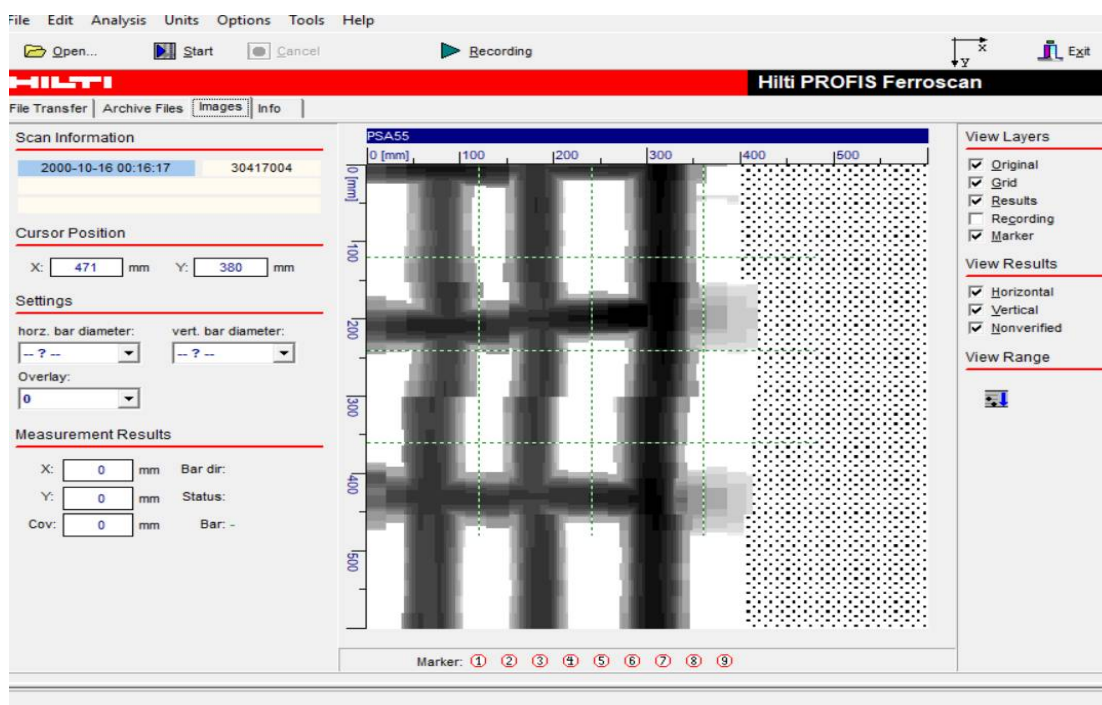 File Edit Analysis Units Options Tools Help
Open... Start Cancel Recording X Y Exit
HILTI Hilti PROFIS Ferroscan
File Transfer Archive Files Images Info
Scan Information
2000-10-16 00:16:17 30417004
Cursor Position
X: 471 mm Y: 380 mm
Settings
horz. bar diameter: vert. bar diameter:
-- ? -- -- ? --
Overlay:
0
Measurement Results
X: 0 mm Bar dir:
Y: 0 mm Status:
Cov: 0 mm Bar: -
PSA55
0 [mm] 100 200 300 400 500
0 [mm]
100
200
300
400
500
Marker: ① ② ③ ④ ⑤ ⑥ ⑦ ⑧ ⑨
View Layers
Original
Grid
Results
Recording
Marker
View Results
Horizontal
Vertical
Nonverified
View Range